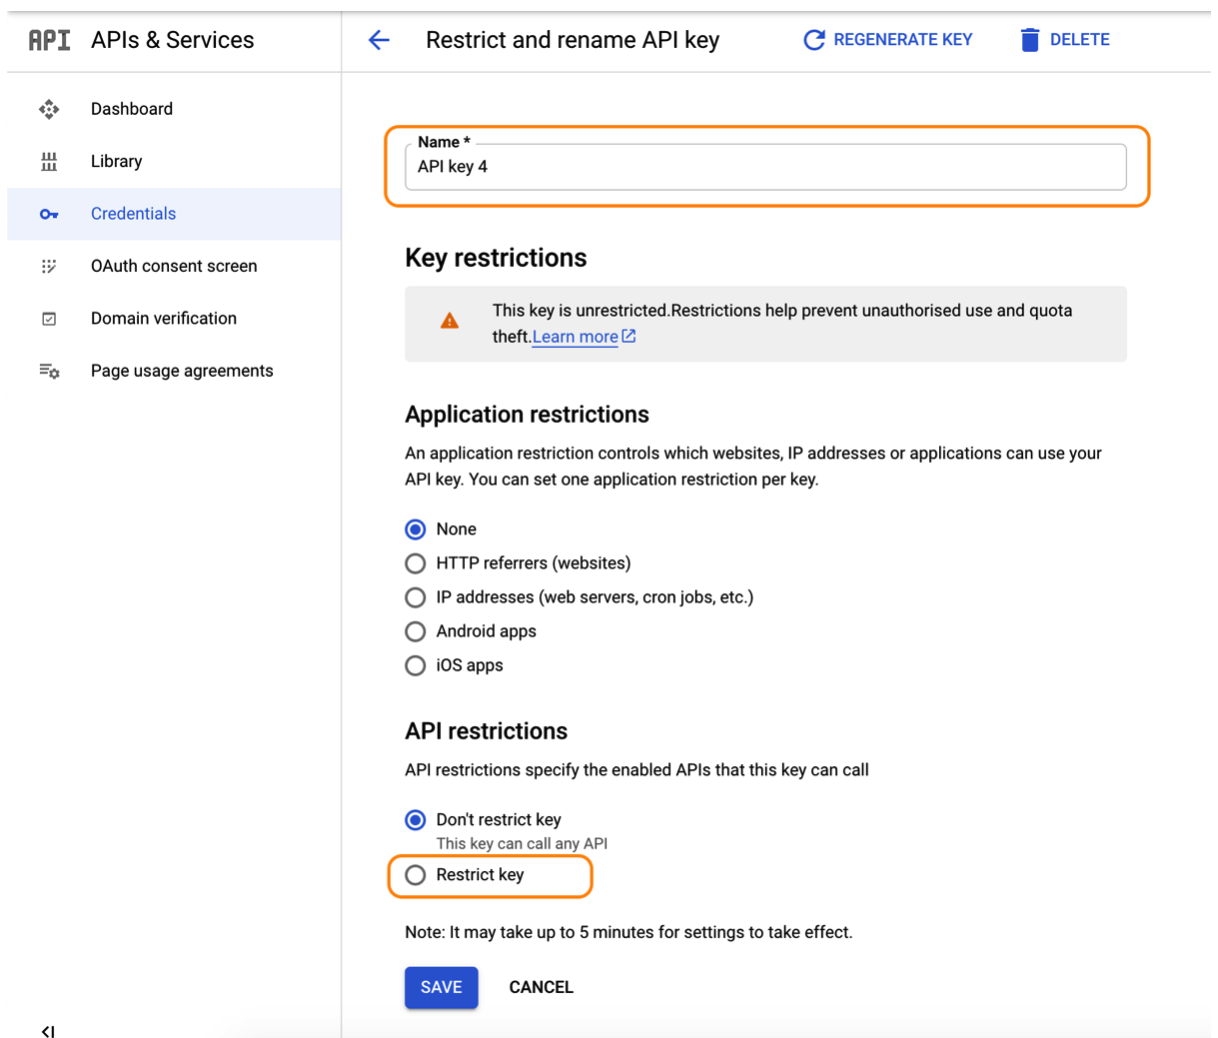 API APIs & Services
Restrict and rename API key
REGENERATE KEY
DELETE
Dashboard
Library
Credentials
OAuth consent screen
Domain verification
Page usage agreements
Name *
API key 4
Key restrictions
This key is unrestricted.Restrictions help prevent unauthorised use and quota
theft.Learn more
Application restrictions
An application restriction controls which websites, IP addresses or applications can use your
API key. You can set one application restriction per key.
None
HTTP referrers (websites)
IP addresses (web servers, cron jobs, etc.)
Android apps
iOS apps
API restrictions
API restrictions specify the enabled APIs that this key can call
Don't restrict key
This key can call any API
Restrict key
Note: It may take up to 5 minutes for settings to take effect.
SAVE
CANCEL